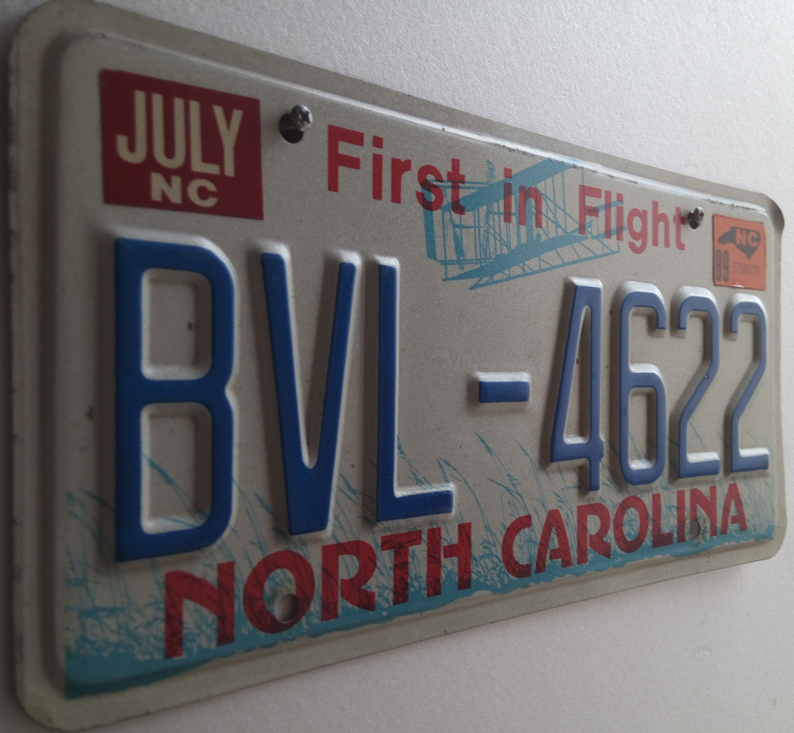 JULY
NC
First in Flight
NC
89
BVL-4622
NORTH CAROLINA